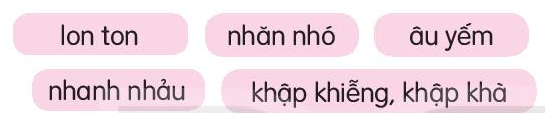 lon ton nhăn nhó âu yếm
nhanh nhảu khập khiễng, khập khà